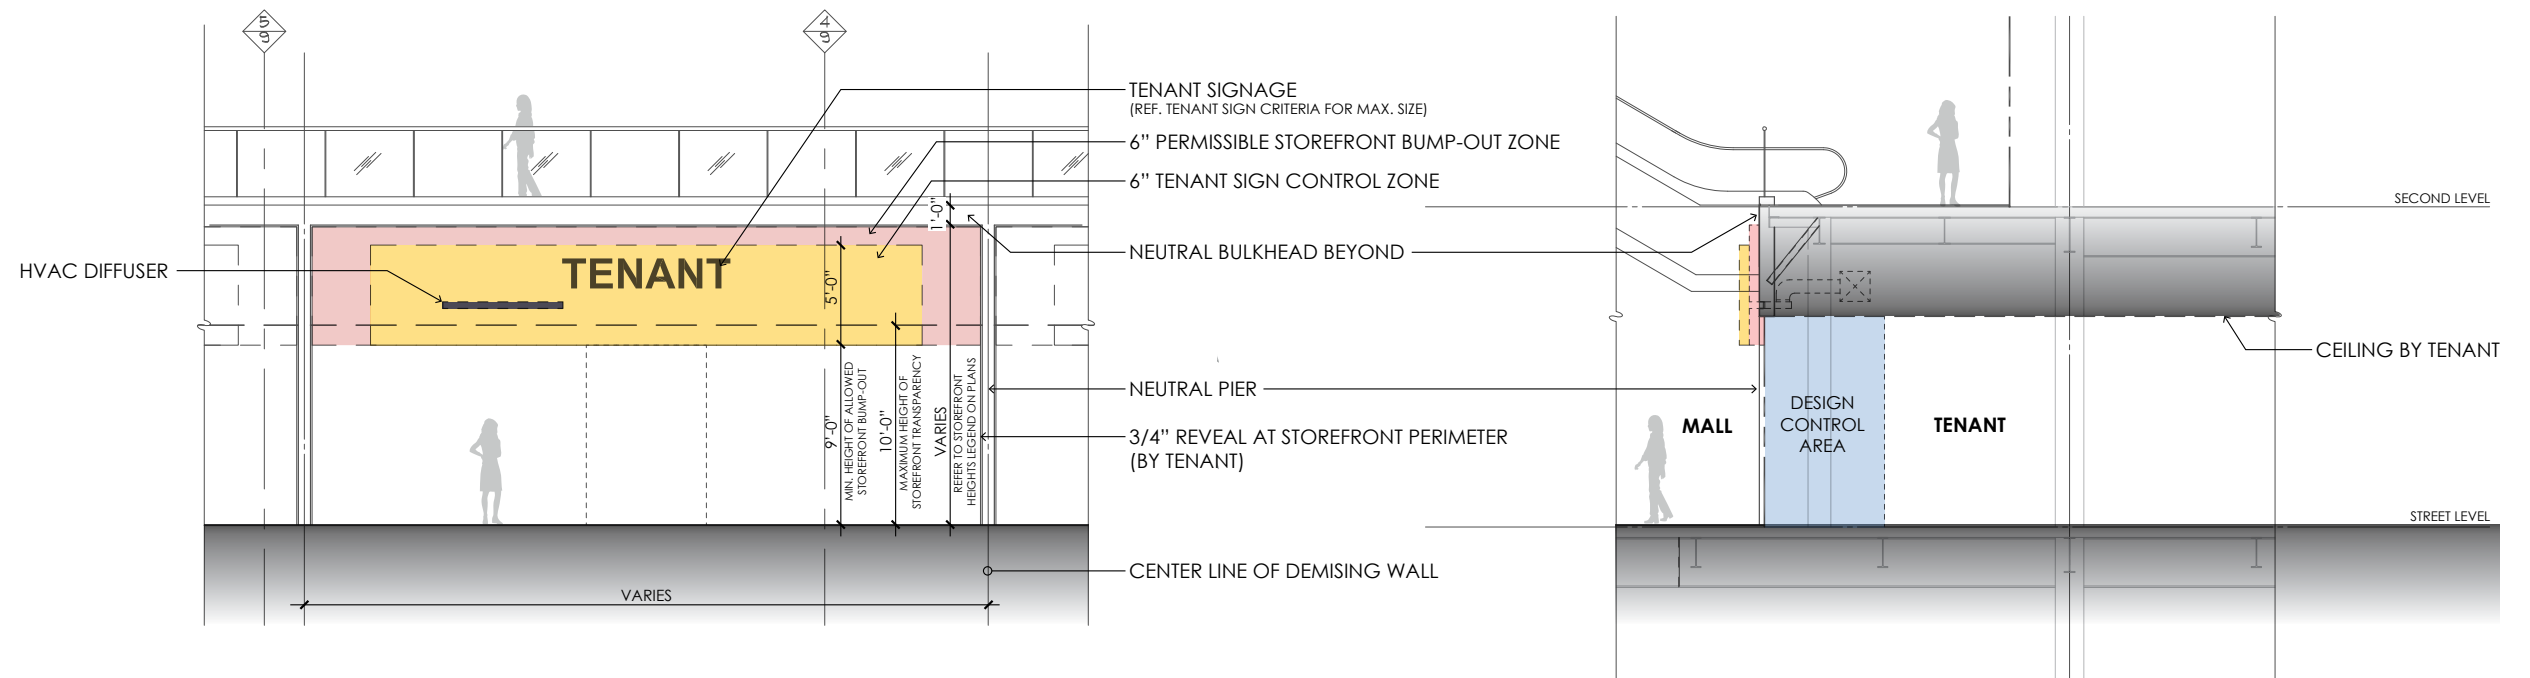 5
9
4
9
TENANT SIGNAGE
(REF. TENANT SIGN CRITERIA FOR MAX. SIZE)
6” PERMISSIBLE STOREFRONT BUMP-OUT ZONE
6” TENANT SIGN CONTROL ZONE
1'-0"
NEUTRAL BULKHEAD BEYOND
HVAC DIFFUSER
TENANT
5'-0"
9'-0"
MIN. HEIGHT OF ALLOWED
STOREFRONT BUMP-OUT
10'-0"
MAXIMUM HEIGHT OF
STOREFRONT TRANSPARENCY
VARIES
REFER TO STOREFRONT
HEIGHTS LEGEND ON PLANS
NEUTRAL PIER
3/4” REVEAL AT STOREFRONT PERIMETER
(BY TENANT)
CENTER LINE OF DEMISING WALL
VARIES
SECOND LEVEL
CEILING BY TENANT
MALL
DESIGN
CONTROL
AREA
TENANT
STREET LEVEL